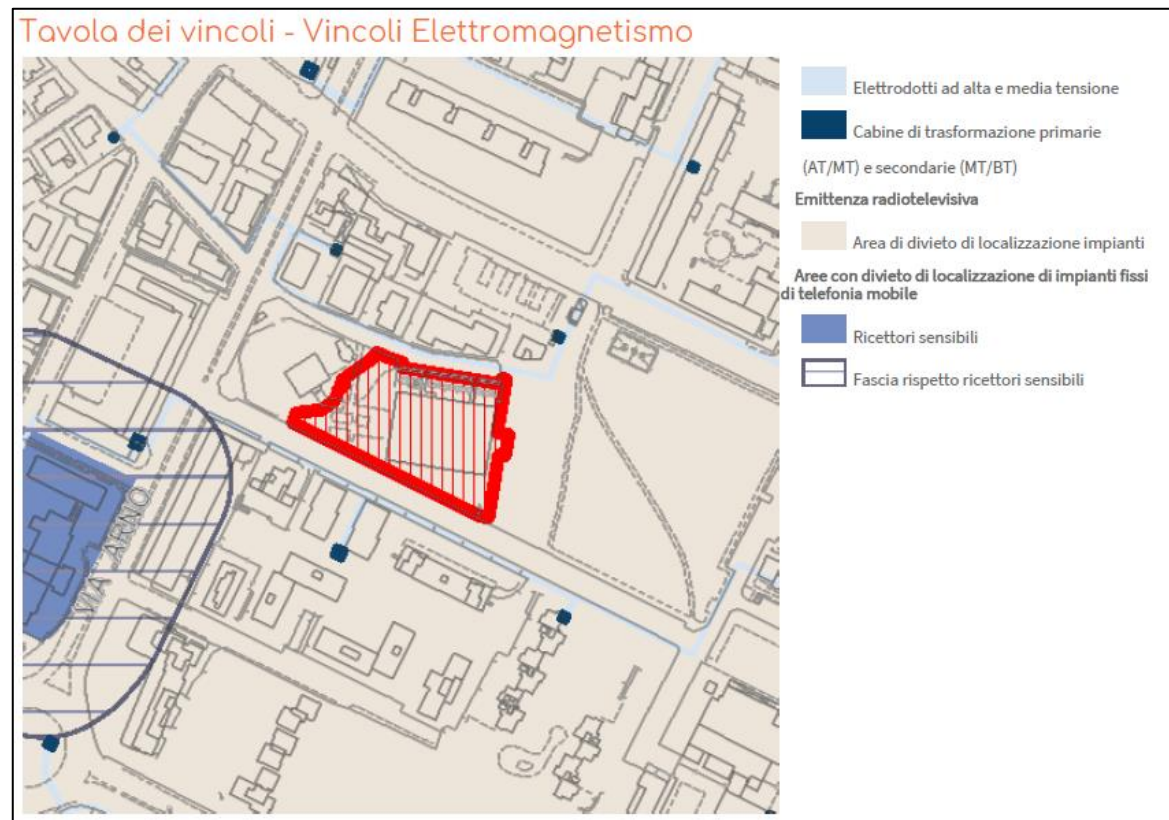 Tavola dei vincoli - Vincoli Elettromagnetismo
Elettrodotti ad alta e media tensione
Cabine di trasformazione primarie
(AT/MT) e secondarie (MT/BT)
Emittenza radiotelevisiva
Area di divieto di localizzazione impianti
Aree con divieto di localizzazione di impianti fissi
di telefonia mobile
Ricettori sensibili
Fascia rispetto ricettori sensibili
VIA ARNO